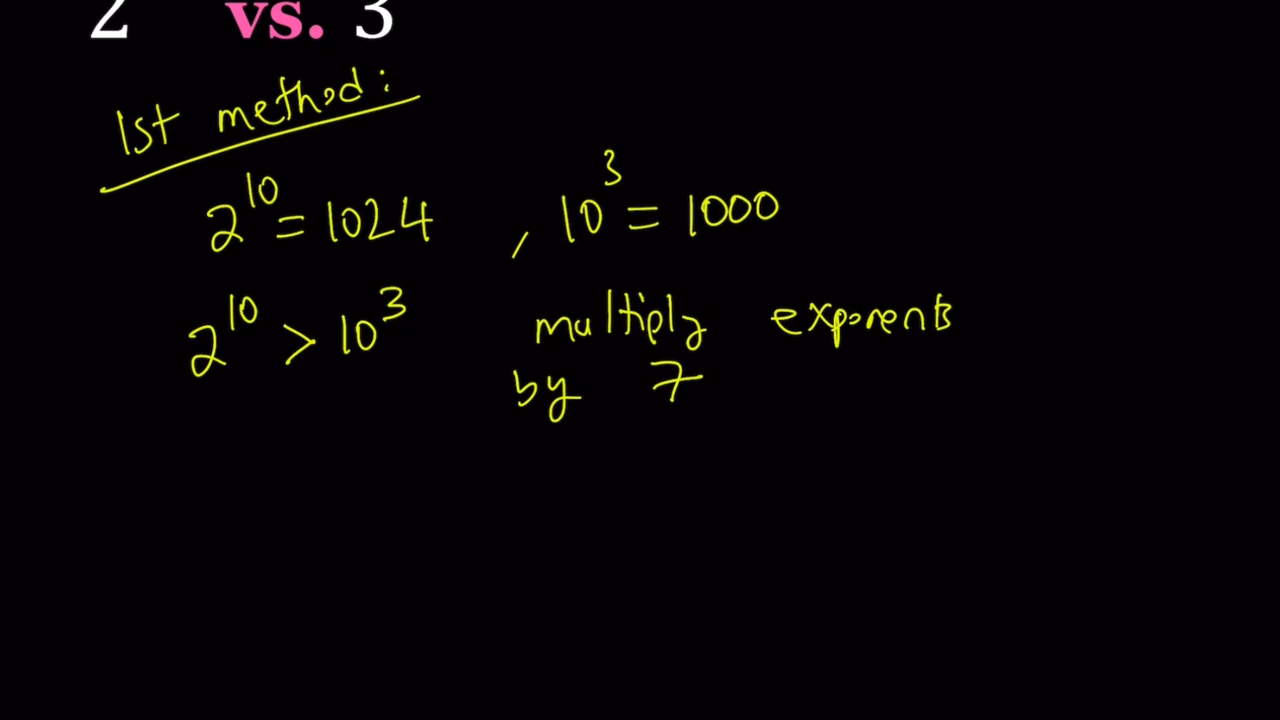 2 vs. 3
1st method:
2^10 = 1024 , 10^3 = 1000
2^10 > 10^3 multiply exponents
by 7